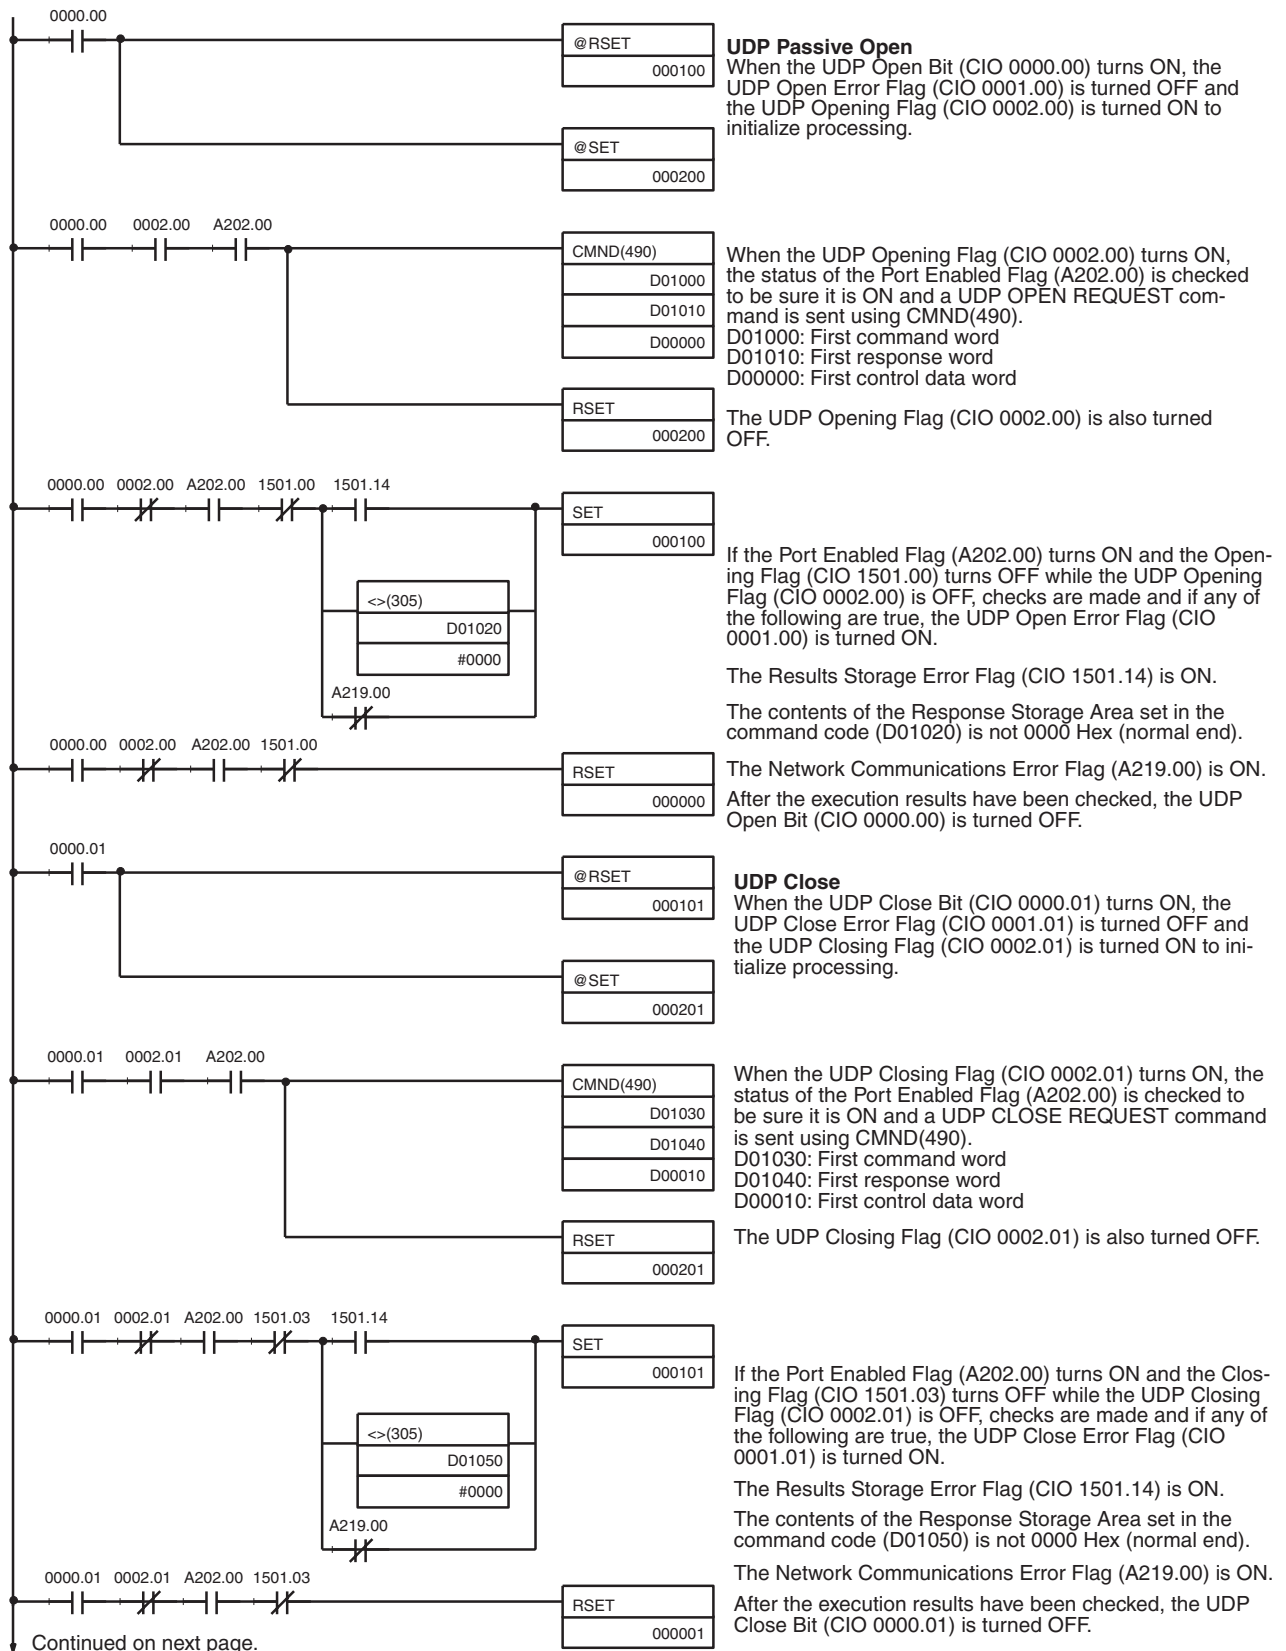 0000.00
@RSET
000100
UDP Passive Open
When the UDP Open Bit (CIO 0000.00) turns ON, the
UDP Open Error Flag (CIO 0001.00) is turned OFF and
the UDP Opening Flag (CIO 0002.00) is turned ON to
initialize processing.
@SET
000200
0000.00 0002.00 A202.00
CMND(490)
D01000
D01010
D00000
When the UDP Opening Flag (CIO 0002.00) turns ON,
the status of the Port Enabled Flag (A202.00) is checked
to be sure it is ON and a UDP OPEN REQUEST com-
mand is sent using CMND(490).
D01000: First command word
D01010: First response word
D00000: First control data word
RSET
000200
The UDP Opening Flag (CIO 0002.00) is also turned
OFF.
0000.00 0002.00 A202.00 1501.00 1501.14
SET
000100
<>(305)
D01020
#0000
A219.00
If the Port Enabled Flag (A202.00) turns ON and the Open-
ing Flag (CIO 1501.00) turns OFF while the UDP Opening
Flag (CIO 0002.00) is OFF, checks are made and if any of
the following are true, the UDP Open Error Flag (CIO
0001.00) is turned ON.
The Results Storage Error Flag (CIO 1501.14) is ON.
The contents of the Response Storage Area set in the
command code (D01020) is not 0000 Hex (normal end).
The Network Communications Error Flag (A219.00) is ON.
0000.00 0002.00 A202.00 1501.00
RSET
000000
After the execution results have been checked, the UDP
Open Bit (CIO 0000.00) is turned OFF.
0000.01
@RSET
000101
UDP Close
When the UDP Close Bit (CIO 0000.01) turns ON, the
UDP Close Error Flag (CIO 0001.01) is turned OFF and
the UDP Closing Flag (CIO 0002.01) is turned ON to ini-
tialize processing.
@SET
000201
0000.01 0002.01 A202.00
CMND(490)
D01030
D01040
D00010
When the UDP Closing Flag (CIO 0002.01) turns ON, the
status of the Port Enabled Flag (A202.00) is checked to
be sure it is ON and a UDP CLOSE REQUEST command
is sent using CMND(490).
D01030: First command word
D01040: First response word
D00010: First control data word
RSET
000201
The UDP Closing Flag (CIO 0002.01) is also turned OFF.
0000.01 0002.01 A202.00 1501.03 1501.14
SET
000101
<>(305)
D01050
#0000
A219.00
If the Port Enabled Flag (A202.00) turns ON and the Clos-
ing Flag (CIO 1501.03) turns OFF while the UDP Closing
Flag (CIO 0002.01) is OFF, checks are made and if any of
the following are true, the UDP Close Error Flag (CIO
0001.01) is turned ON.
The Results Storage Error Flag (CIO 1501.14) is ON.
The contents of the Response Storage Area set in the
command code (D01050) is not 0000 Hex (normal end).
The Network Communications Error Flag (A219.00) is ON.
0000.01 0002.01 A202.00 1501.03
RSET
000001
After the execution results have been checked, the UDP
Close Bit (CIO 0000.01) is turned OFF.
Continued on next page.